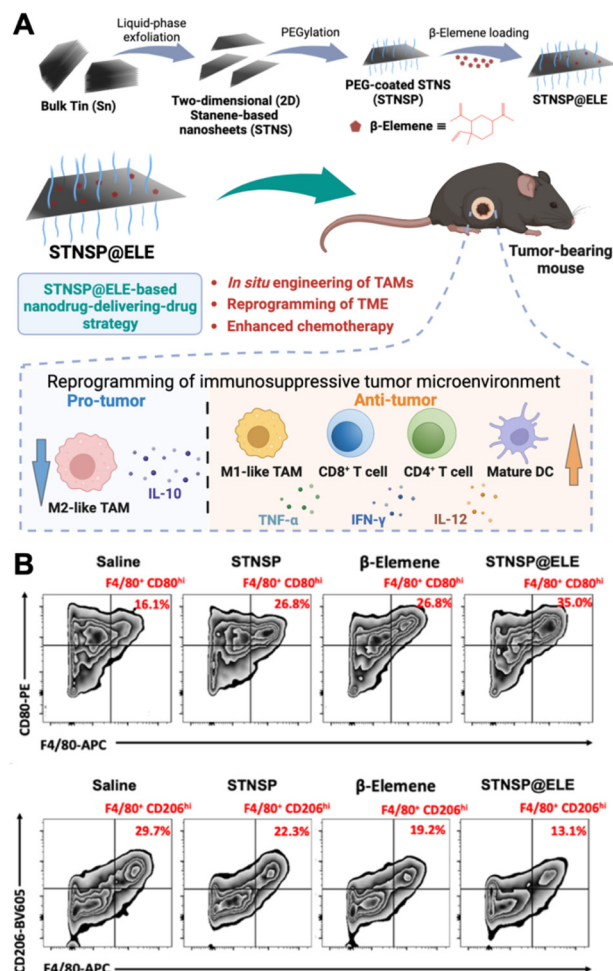 A
Liquid-phase
exfoliation
PEGylation
β-Elemene loading
Bulk Tin (Sn)
Two-dimensional (2D)
Stanene-based
nanosheets (STNS)
PEG-coated STNS
(STNSP)
STNSP@ELE
β-Elemene ≡
STNSP@ELE
Tumor-bearing
mouse
STNSP@ELE-based
nanodrug-delivering-drug
strategy
• In situ engineering of TAMs
• Reprogramming of TME
• Enhanced chemotherapy
Reprogramming of immunosuppressive tumor microenvironment
Pro-tumor
Anti-tumor
M2-like TAM
IL-10
M1-like TAM
CD8⁺ T cell
CD4⁺ T cell
Mature DC
TNF-α
IFN-γ
IL-12
B
Saline
STNSP
β-Elemene
STNSP@ELE
F4/80⁺ CD80ʰⁱ
F4/80⁺ CD80ʰⁱ
F4/80⁺ CD80ʰⁱ
F4/80⁺ CD80ʰⁱ
16.1%
26.8%
26.8%
35.0%
CD80-PE
F4/80-APC
Saline
STNSP
β-Elemene
STNSP@ELE
F4/80⁺ CD206ʰⁱ
F4/80⁺ CD206ʰⁱ
F4/80⁺ CD206ʰⁱ
F4/80⁺ CD206ʰⁱ
29.7%
22.3%
19.2%
13.1%
CD206-BV605
F4/80-APC